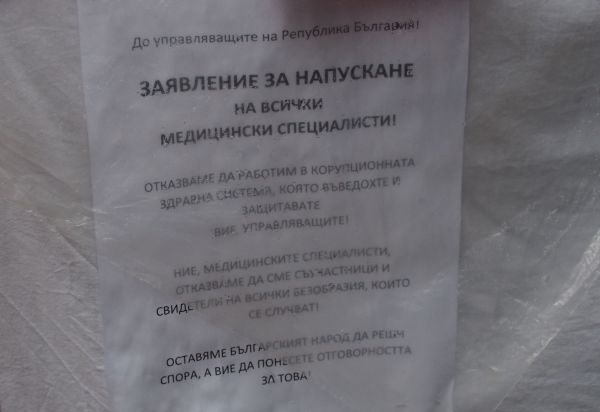 До управляващите на Република България!
ЗАЯВЛЕНИЕ ЗА НАПУСКАНЕ
НА ВСИЧКИ
МЕДИЦИНСКИ СПЕЦИАЛИСТИ!
ОТКАЗВАМЕ ДА РАБОТИМ В КОРУПЦИОННАТА
ЗДРАВНА СИСТЕМА, КОЯТО ВЪВЕДОХТЕ И
ЗАЩИТАВАТЕ
ВИЕ, УПРАВЛЯВАЩИТЕ!
НИЕ, МЕДИЦИНСКИТЕ СПЕЦИАЛИСТИ,
ОТКАЗВАМЕ ДА СМЕ СЪУЧАСТНИЦИ И
СВИДЕТЕЛИ НА ВСИЧКИ БЕЗОБРАЗИЯ, КОИТО
СЕ СЛУЧВАТ!
ОСТАВЯМЕ БЪЛГАРСКИЯТ НАРОД ДА РЕШИ
СПОРА, А ВИЕ ДА ПОНЕСЕТЕ ОТГОВОРНОСТТА
ЗА ТОВА!